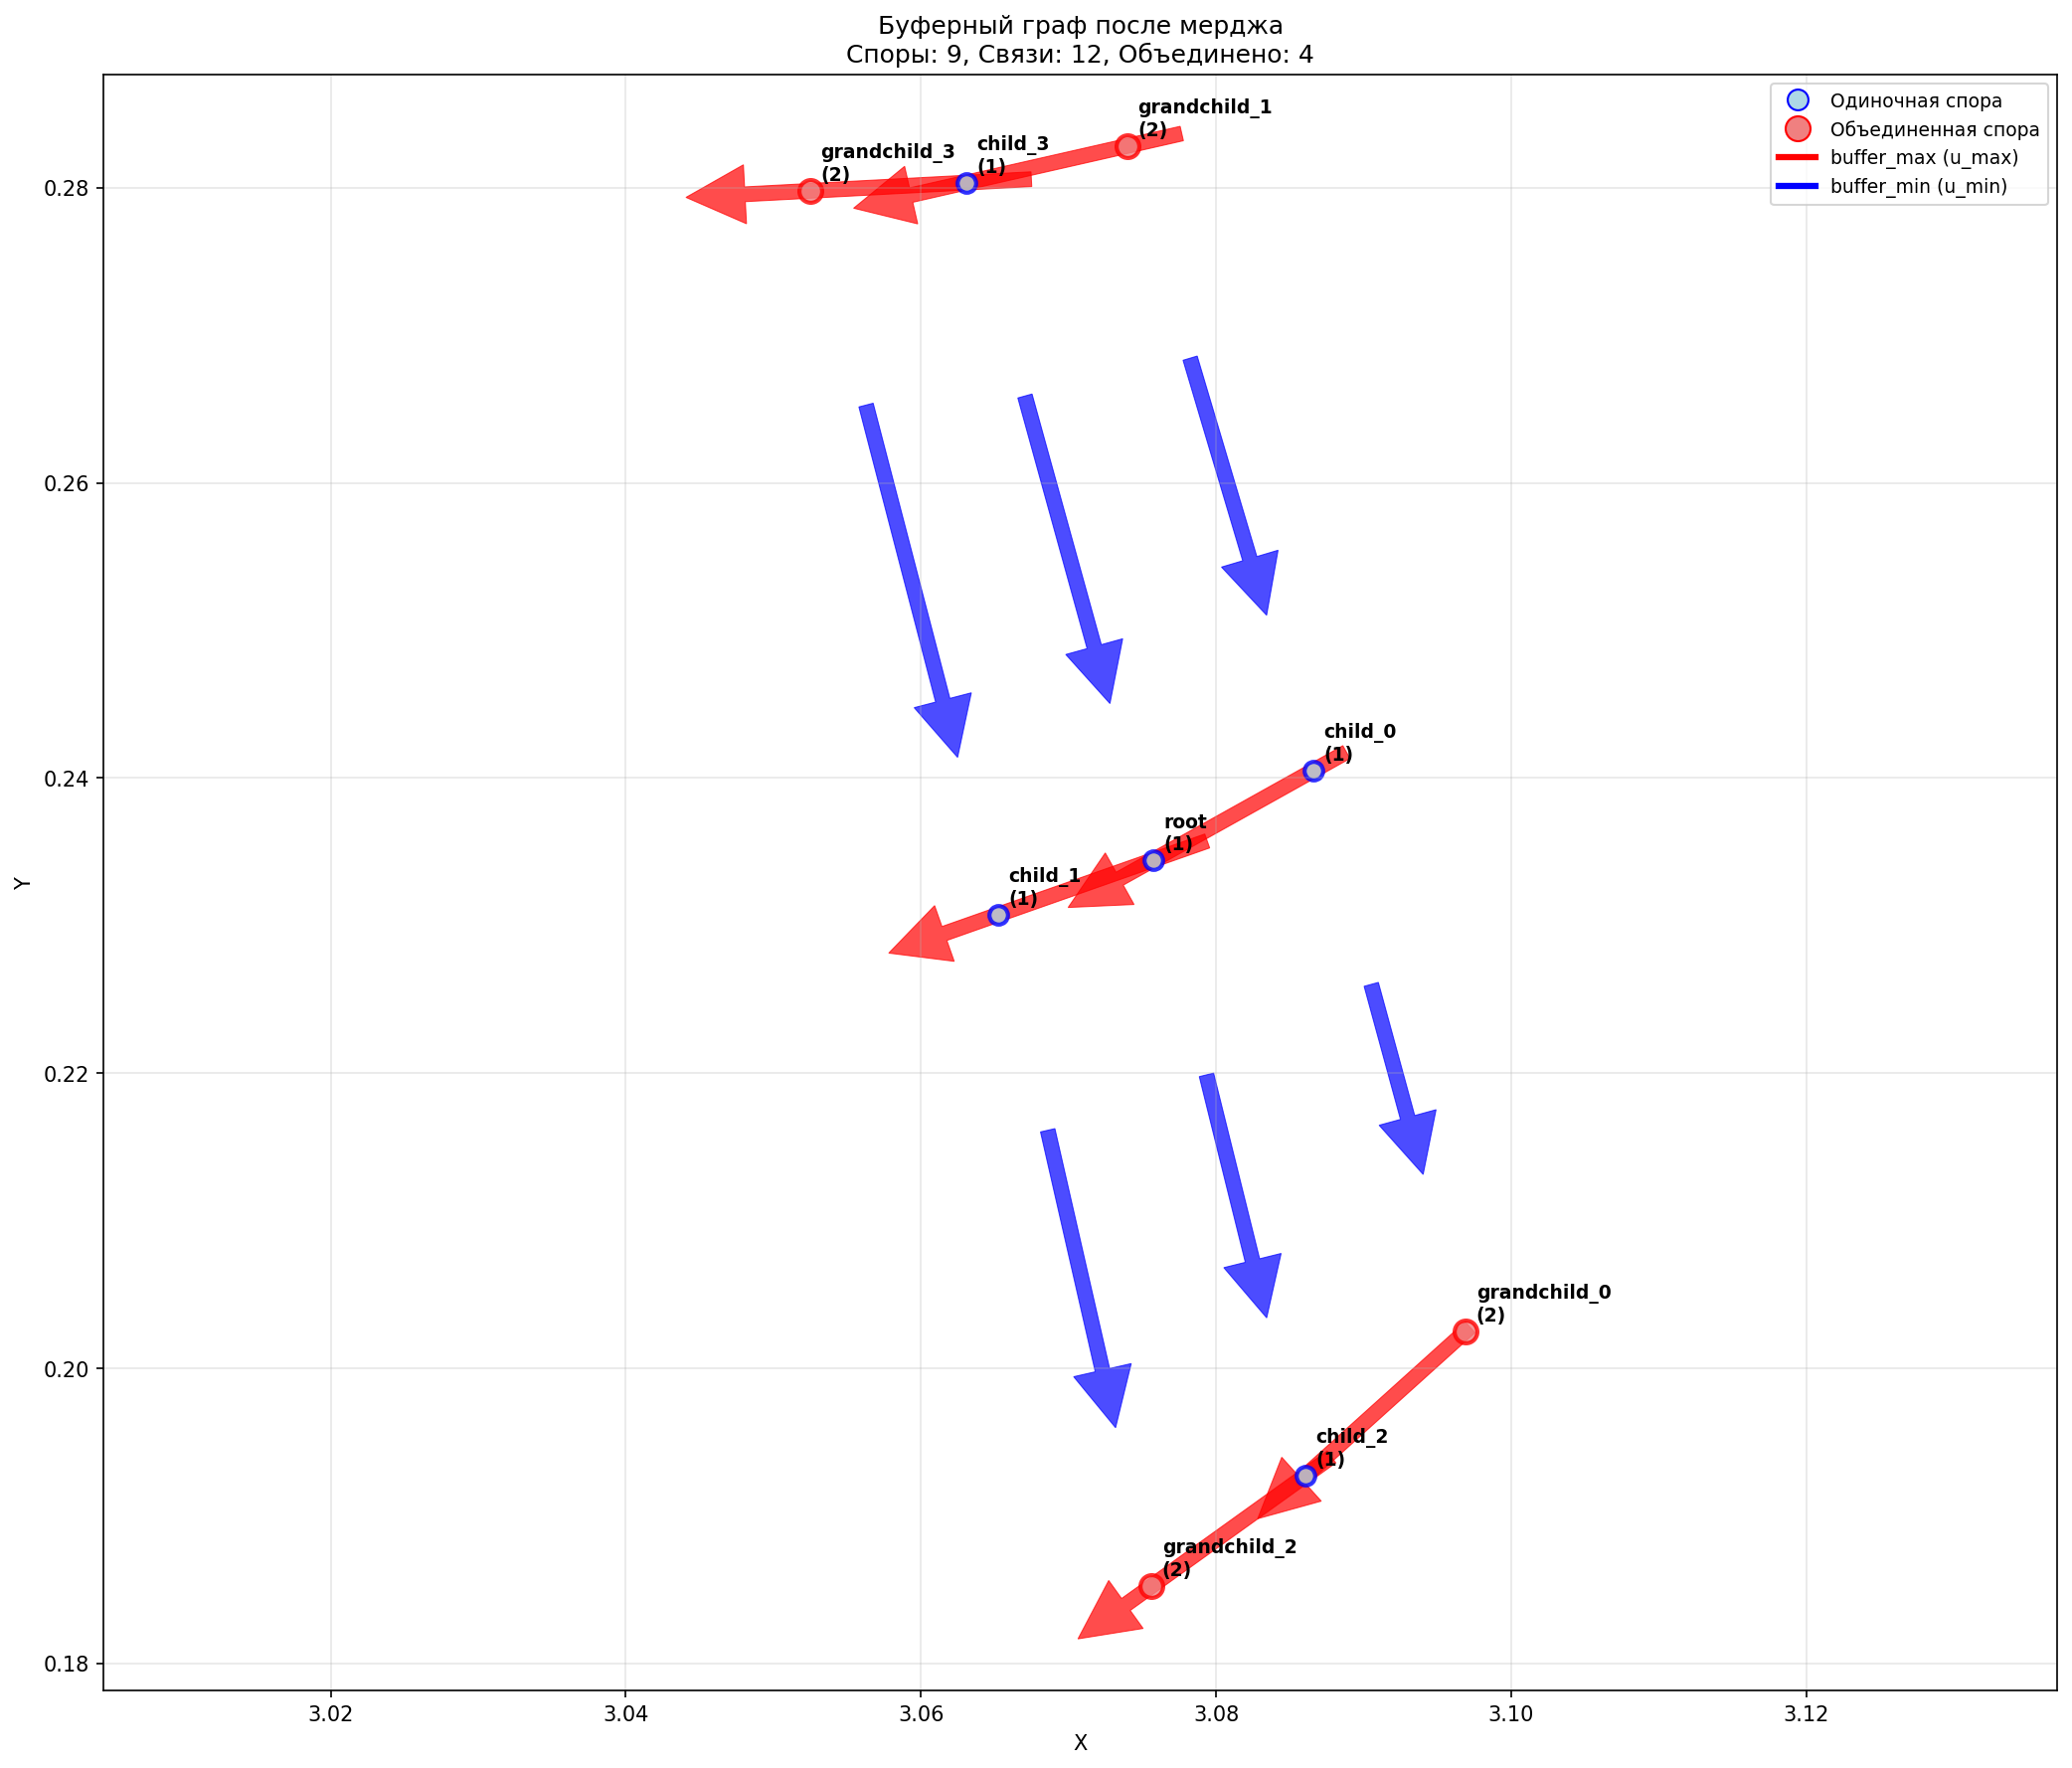 Буферный граф после мерджа
Споры: 9, Связи: 12, Объединено: 4
Одиночная спора
Объединенная спора
buffer_max (u_max)
buffer_min (u_min)
grandchild_1
(2)
child_3
(1)
grandchild_3
(2)
child_0
(1)
root
(1)
child_1
(1)
grandchild_0
(2)
child_2
(1)
grandchild_2
(2)
Y
0.28
0.26
0.24
0.22
0.20
0.18
3.02
3.04
3.06
3.08
3.10
3.12
X